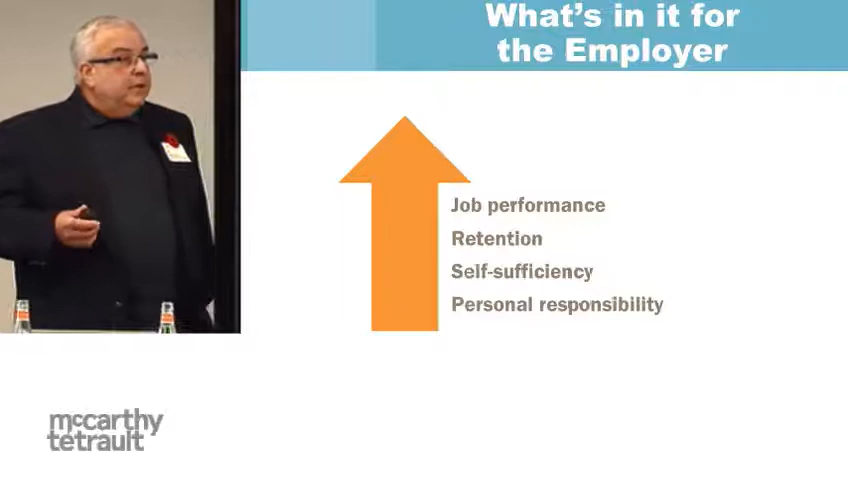 What's in it for
the Employer
Job performance
Retention
Self-sufficiency
Personal responsibility
mccarthy
tetrault